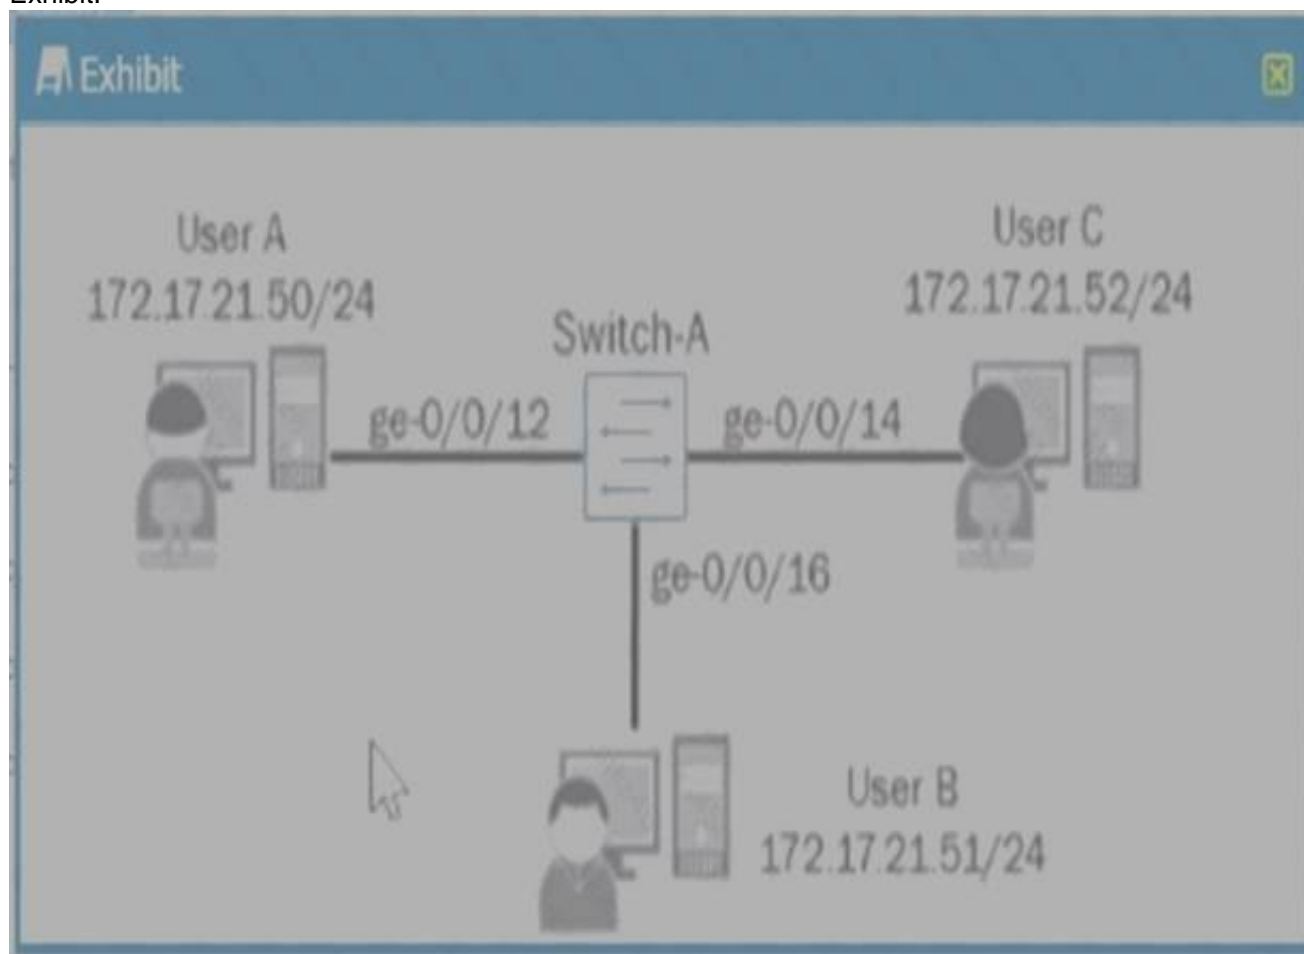 Exhibit:
Exhibit
User A
172.17.21.50/24
User C
172.17.21.52/24
Switch-A
ge-0/0/12
ge-0/0/14
ge-0/0/16
User B
172.17.21.51/24